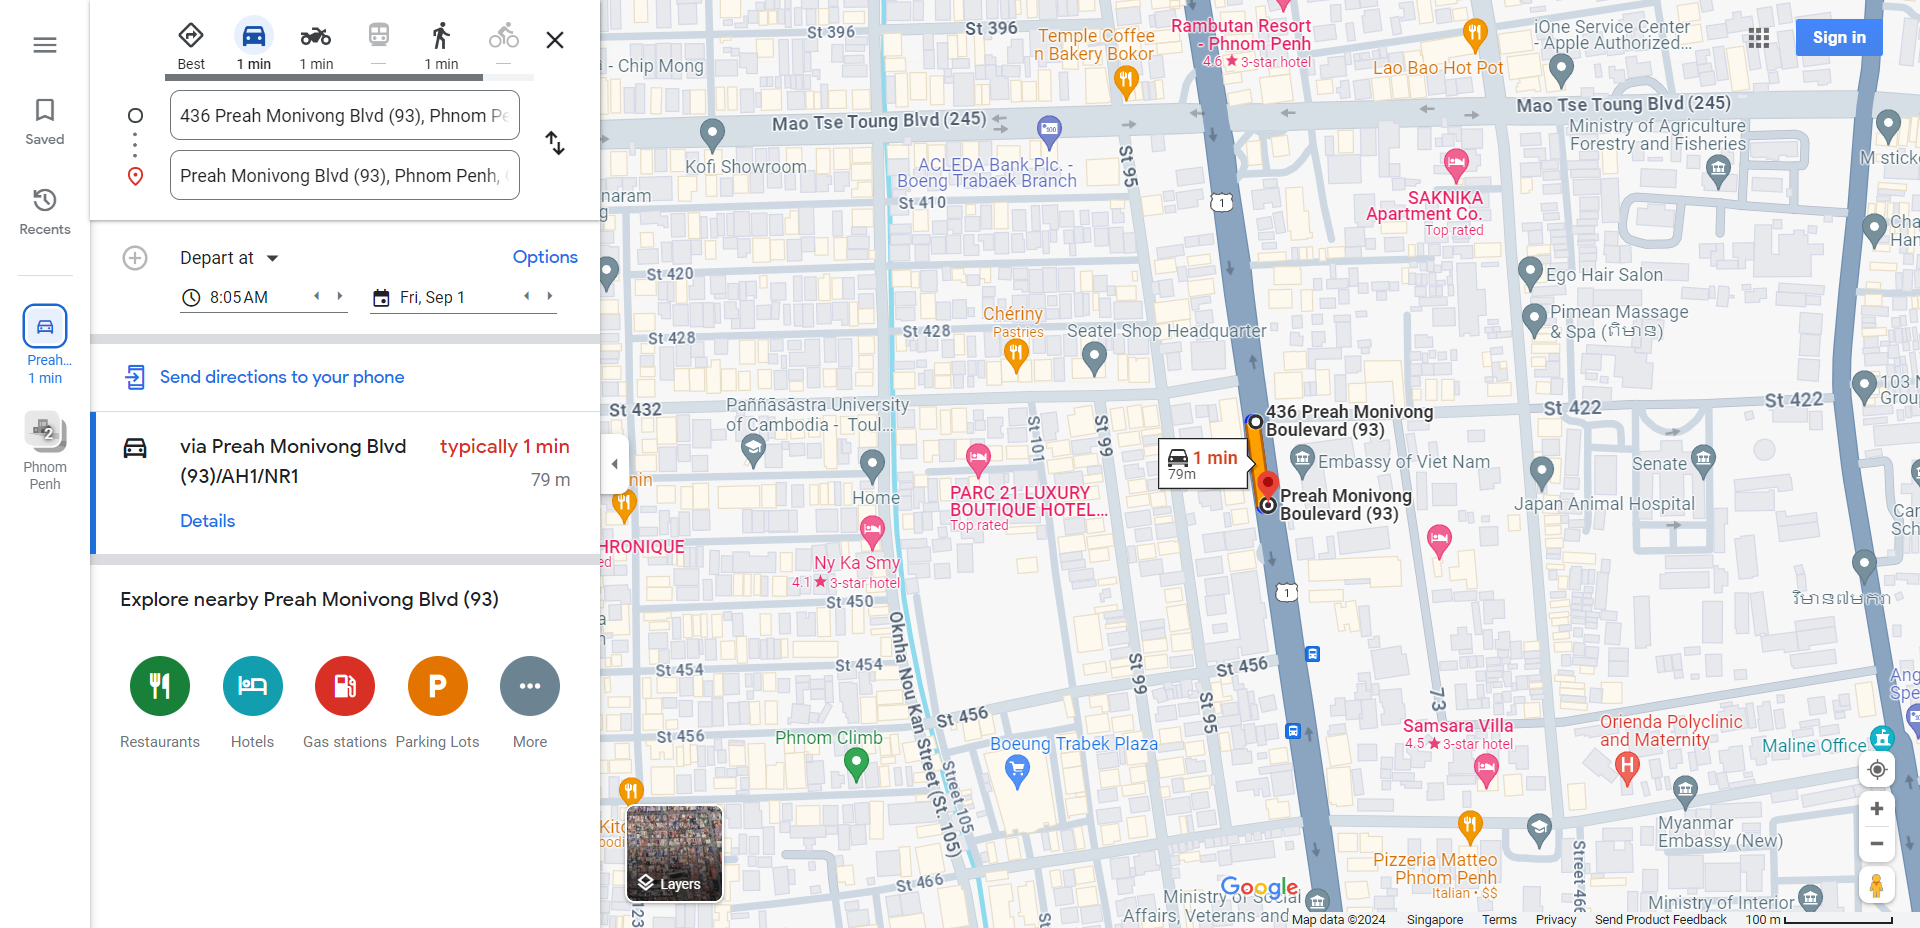 Saved
Recents
Preah...
1 min
2
Phnom
Penh
Best
1 min
1 min
—
1 min
—
436 Preah Monivong Blvd (93), Phnom Pe
Preah Monivong Blvd (93), Phnom Penh,
Depart at
Options
8:05 AM
Fri, Sep 1
Send directions to your phone
via Preah Monivong Blvd
(93)/AH1/NR1
typically 1 min
79 m
Details
Explore nearby Preah Monivong Blvd (93)
P
Restaurants
Hotels
Gas stations
Parking Lots
More
St 396
St 396
Temple Coffee
n Bakery Bokor
Rambutan Resort
- Phnom Penh
4.6 ★ 3-star hotel
Lao Bao Hot Pot
iOne Service Center
- Apple Authorized...
Sign in
- Chip Mong
Mao Tse Toung Blvd (245)
Mao Tse Toung Blvd (245)
Kofi Showroom
ACLEDA Bank Plc. -
Boeng Trabaek Branch
St 95
Ministry of Agriculture
Forestry and Fisheries
M stick
naram
g
St 410
1
SAKNIKA
Apartment Co.
Top rated
Cha
Han
St 420
Ego Hair Salon
Chériny
Pastries
Seatel Shop Headquarter
Pimean Massage
& Spa (ពិមាន)
St 428
St 428
103 N
Grou
St 432
Paññāsāstra University
of Cambodia - Toul...
St 101
St 99
436 Preah Monivong
Boulevard (93)
St 422
St 422
1 min
79m
Embassy of Viet Nam
Senate
nin
Home
PARC 21 LUXURY
BOUTIQUE HOTEL...
Top rated
Preah Monivong
Boulevard (93)
Japan Animal Hospital
Can
Sch
HRONIQUE
ed
Ny Ka Smy
4.1 ★ 3-star hotel
1
វិមាន៧មករា
St 450
a
n
Oknha Nou Kan Street (St. 105)
St 454
St 454
St 99
St 456
St 95
73
Ang
Spe
St 456
St 456
Phnom Climb
Boeung Trabek Plaza
Samsara Villa
4.5 ★ 3-star hotel
Orienda Polyclinic
and Maternity
H
Maline Office
Street 105
Kitc
bodi
Layers
Myanmar
Embassy (New)
Pizzeria Matteo
Phnom Penh
Italian • $$
Street 466
St 466
123
St
Google
Ministry of Social
Affairs, Veterans and
Ministry of Interior
Map data ©2024
Singapore
Terms
Privacy
Send Product Feedback
100 m